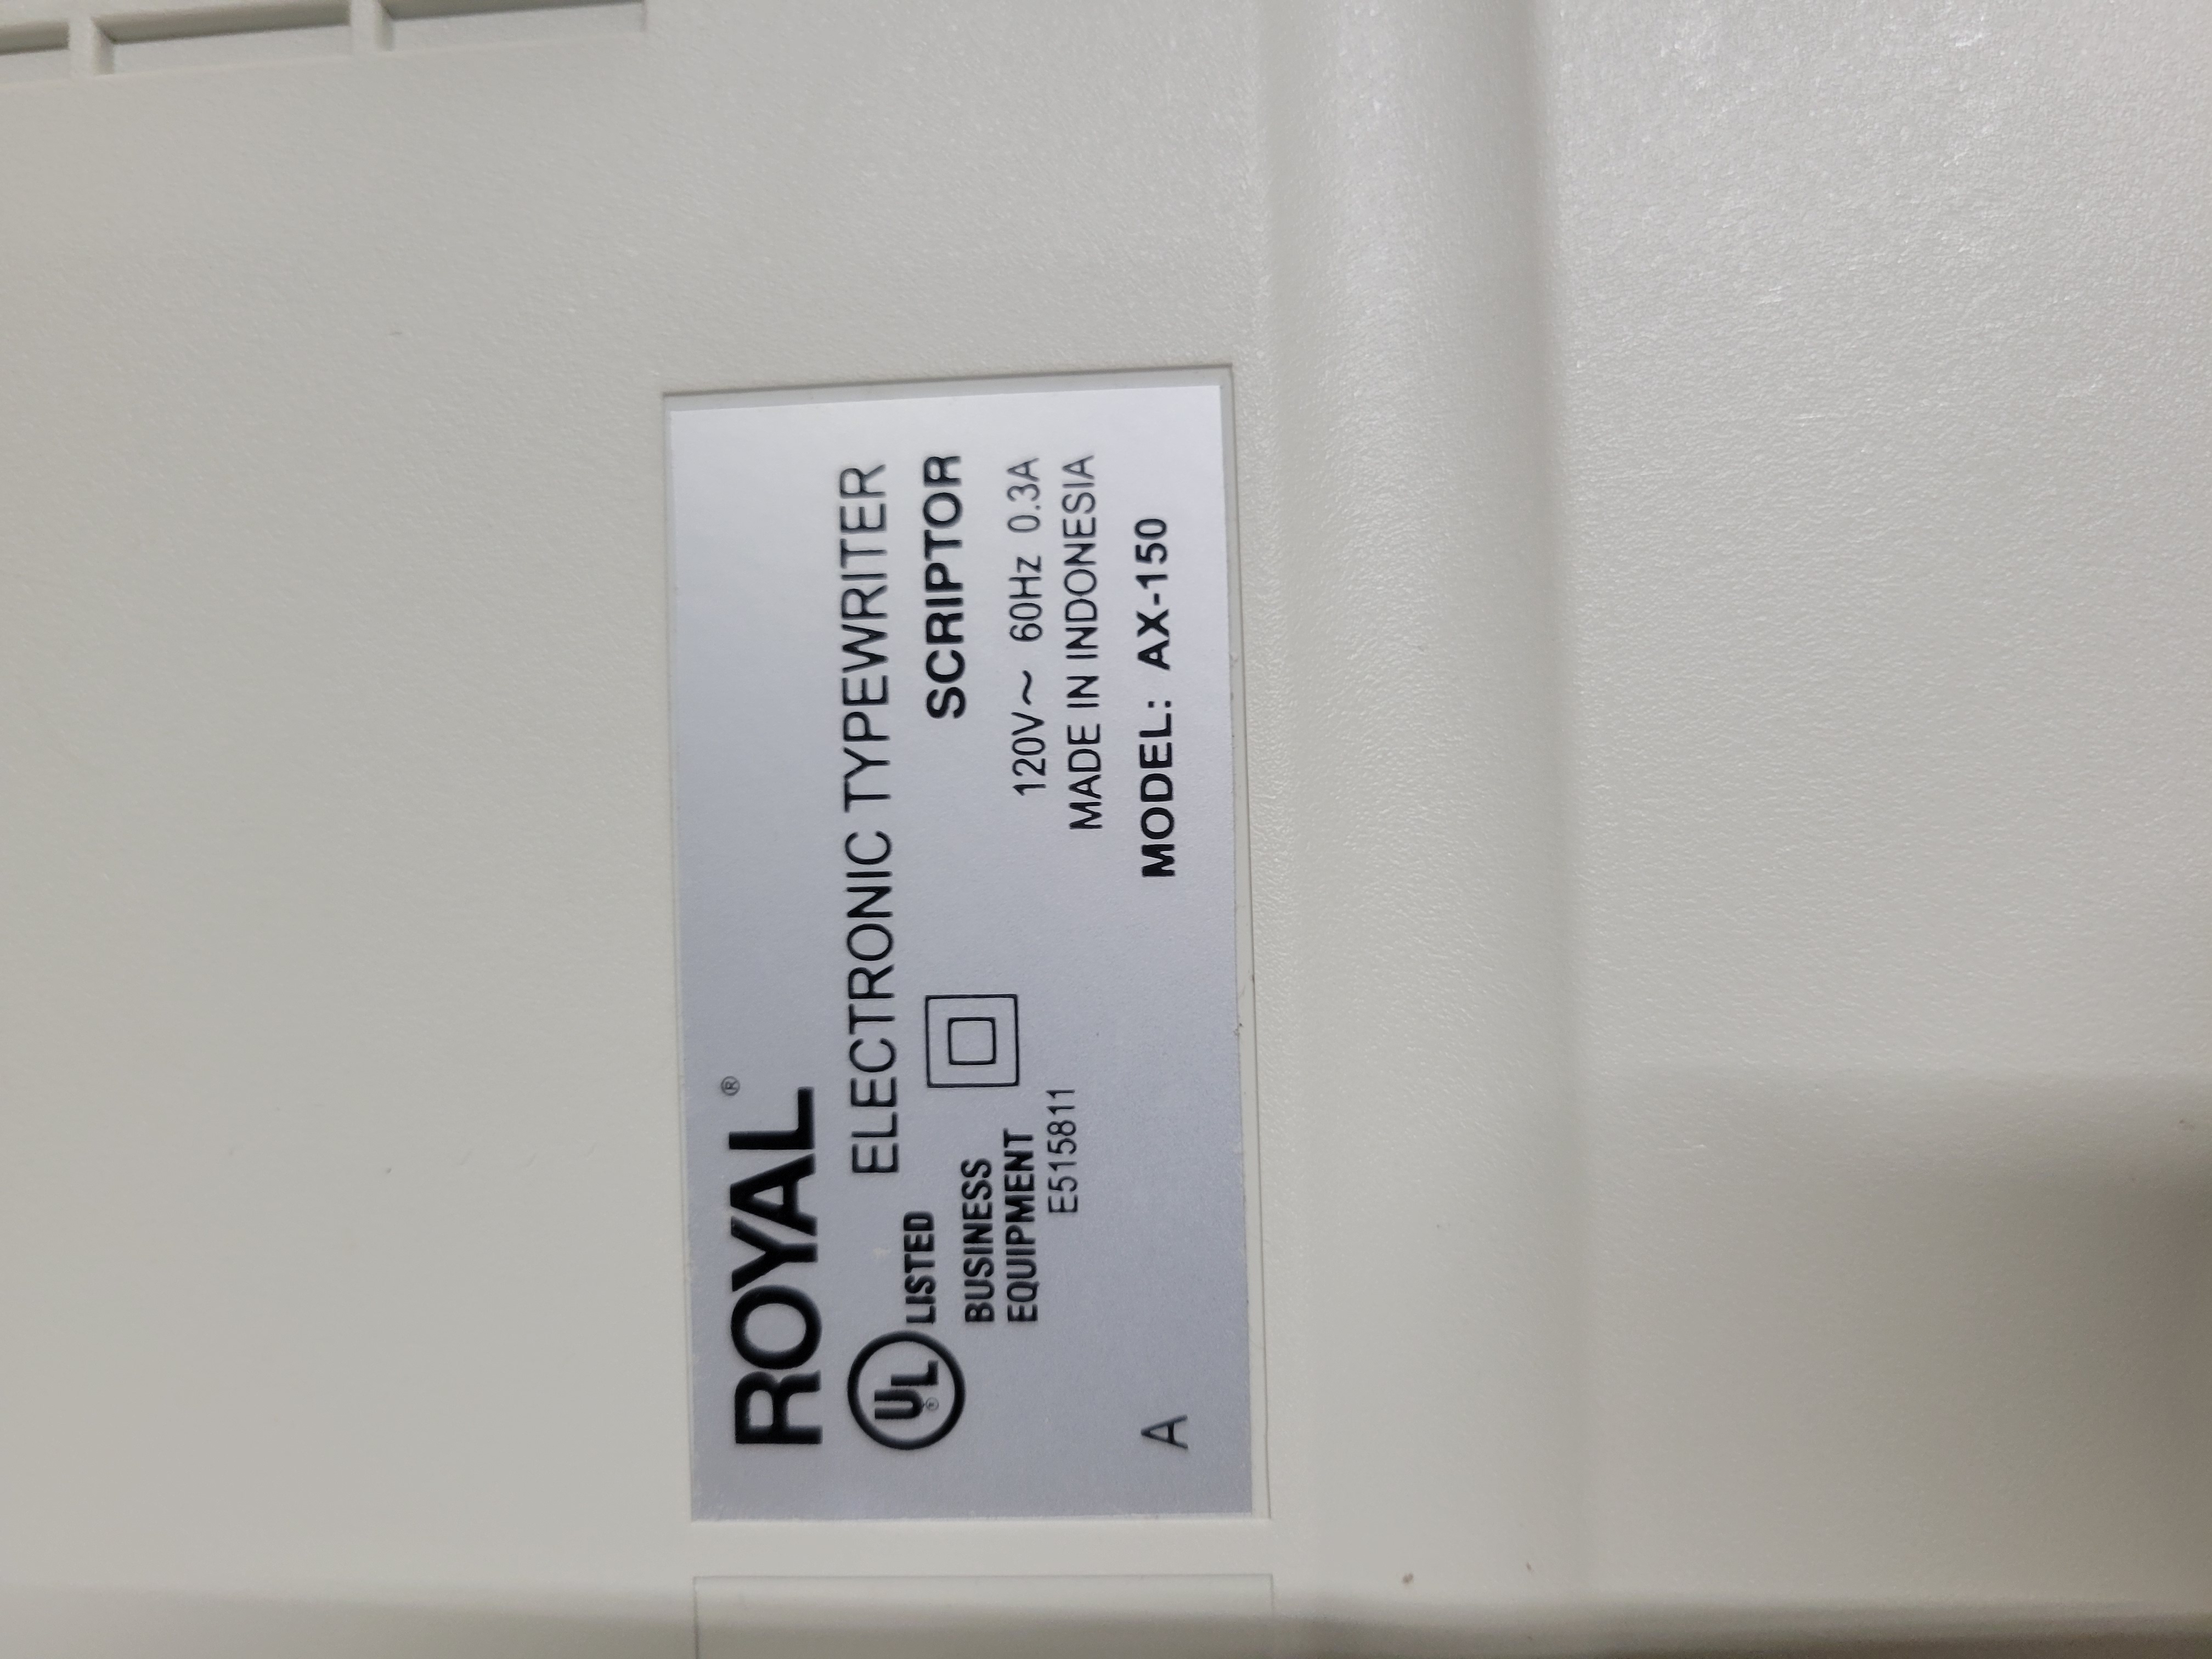 ROYAL®
ELECTRONIC TYPEWRITER
UL® LISTED
SCRIPTOR
BUSINESS
EQUIPMENT
E515811
120V~ 60Hz 0.3A
MADE IN INDONESIA
A
MODEL: AX-150